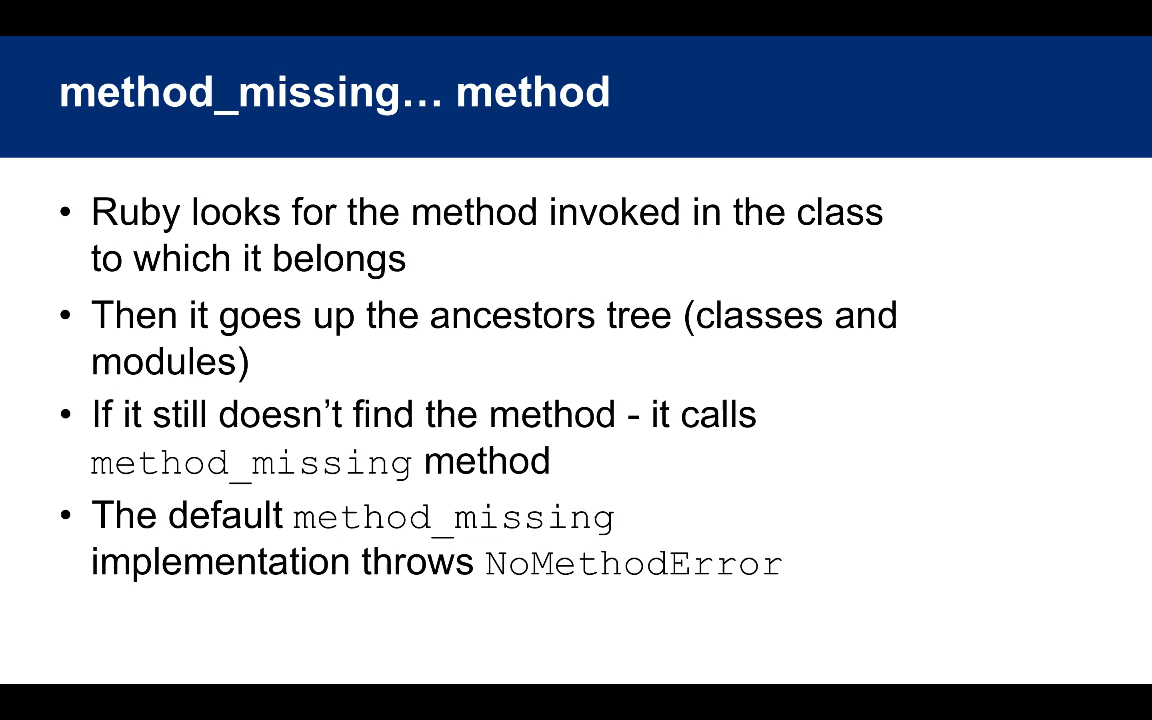 method_missing… method
• Ruby looks for the method invoked in the class
to which it belongs
• Then it goes up the ancestors tree (classes and
modules)
• If it still doesn’t find the method - it calls
method_missing method
• The default method_missing
implementation throws NoMethodError